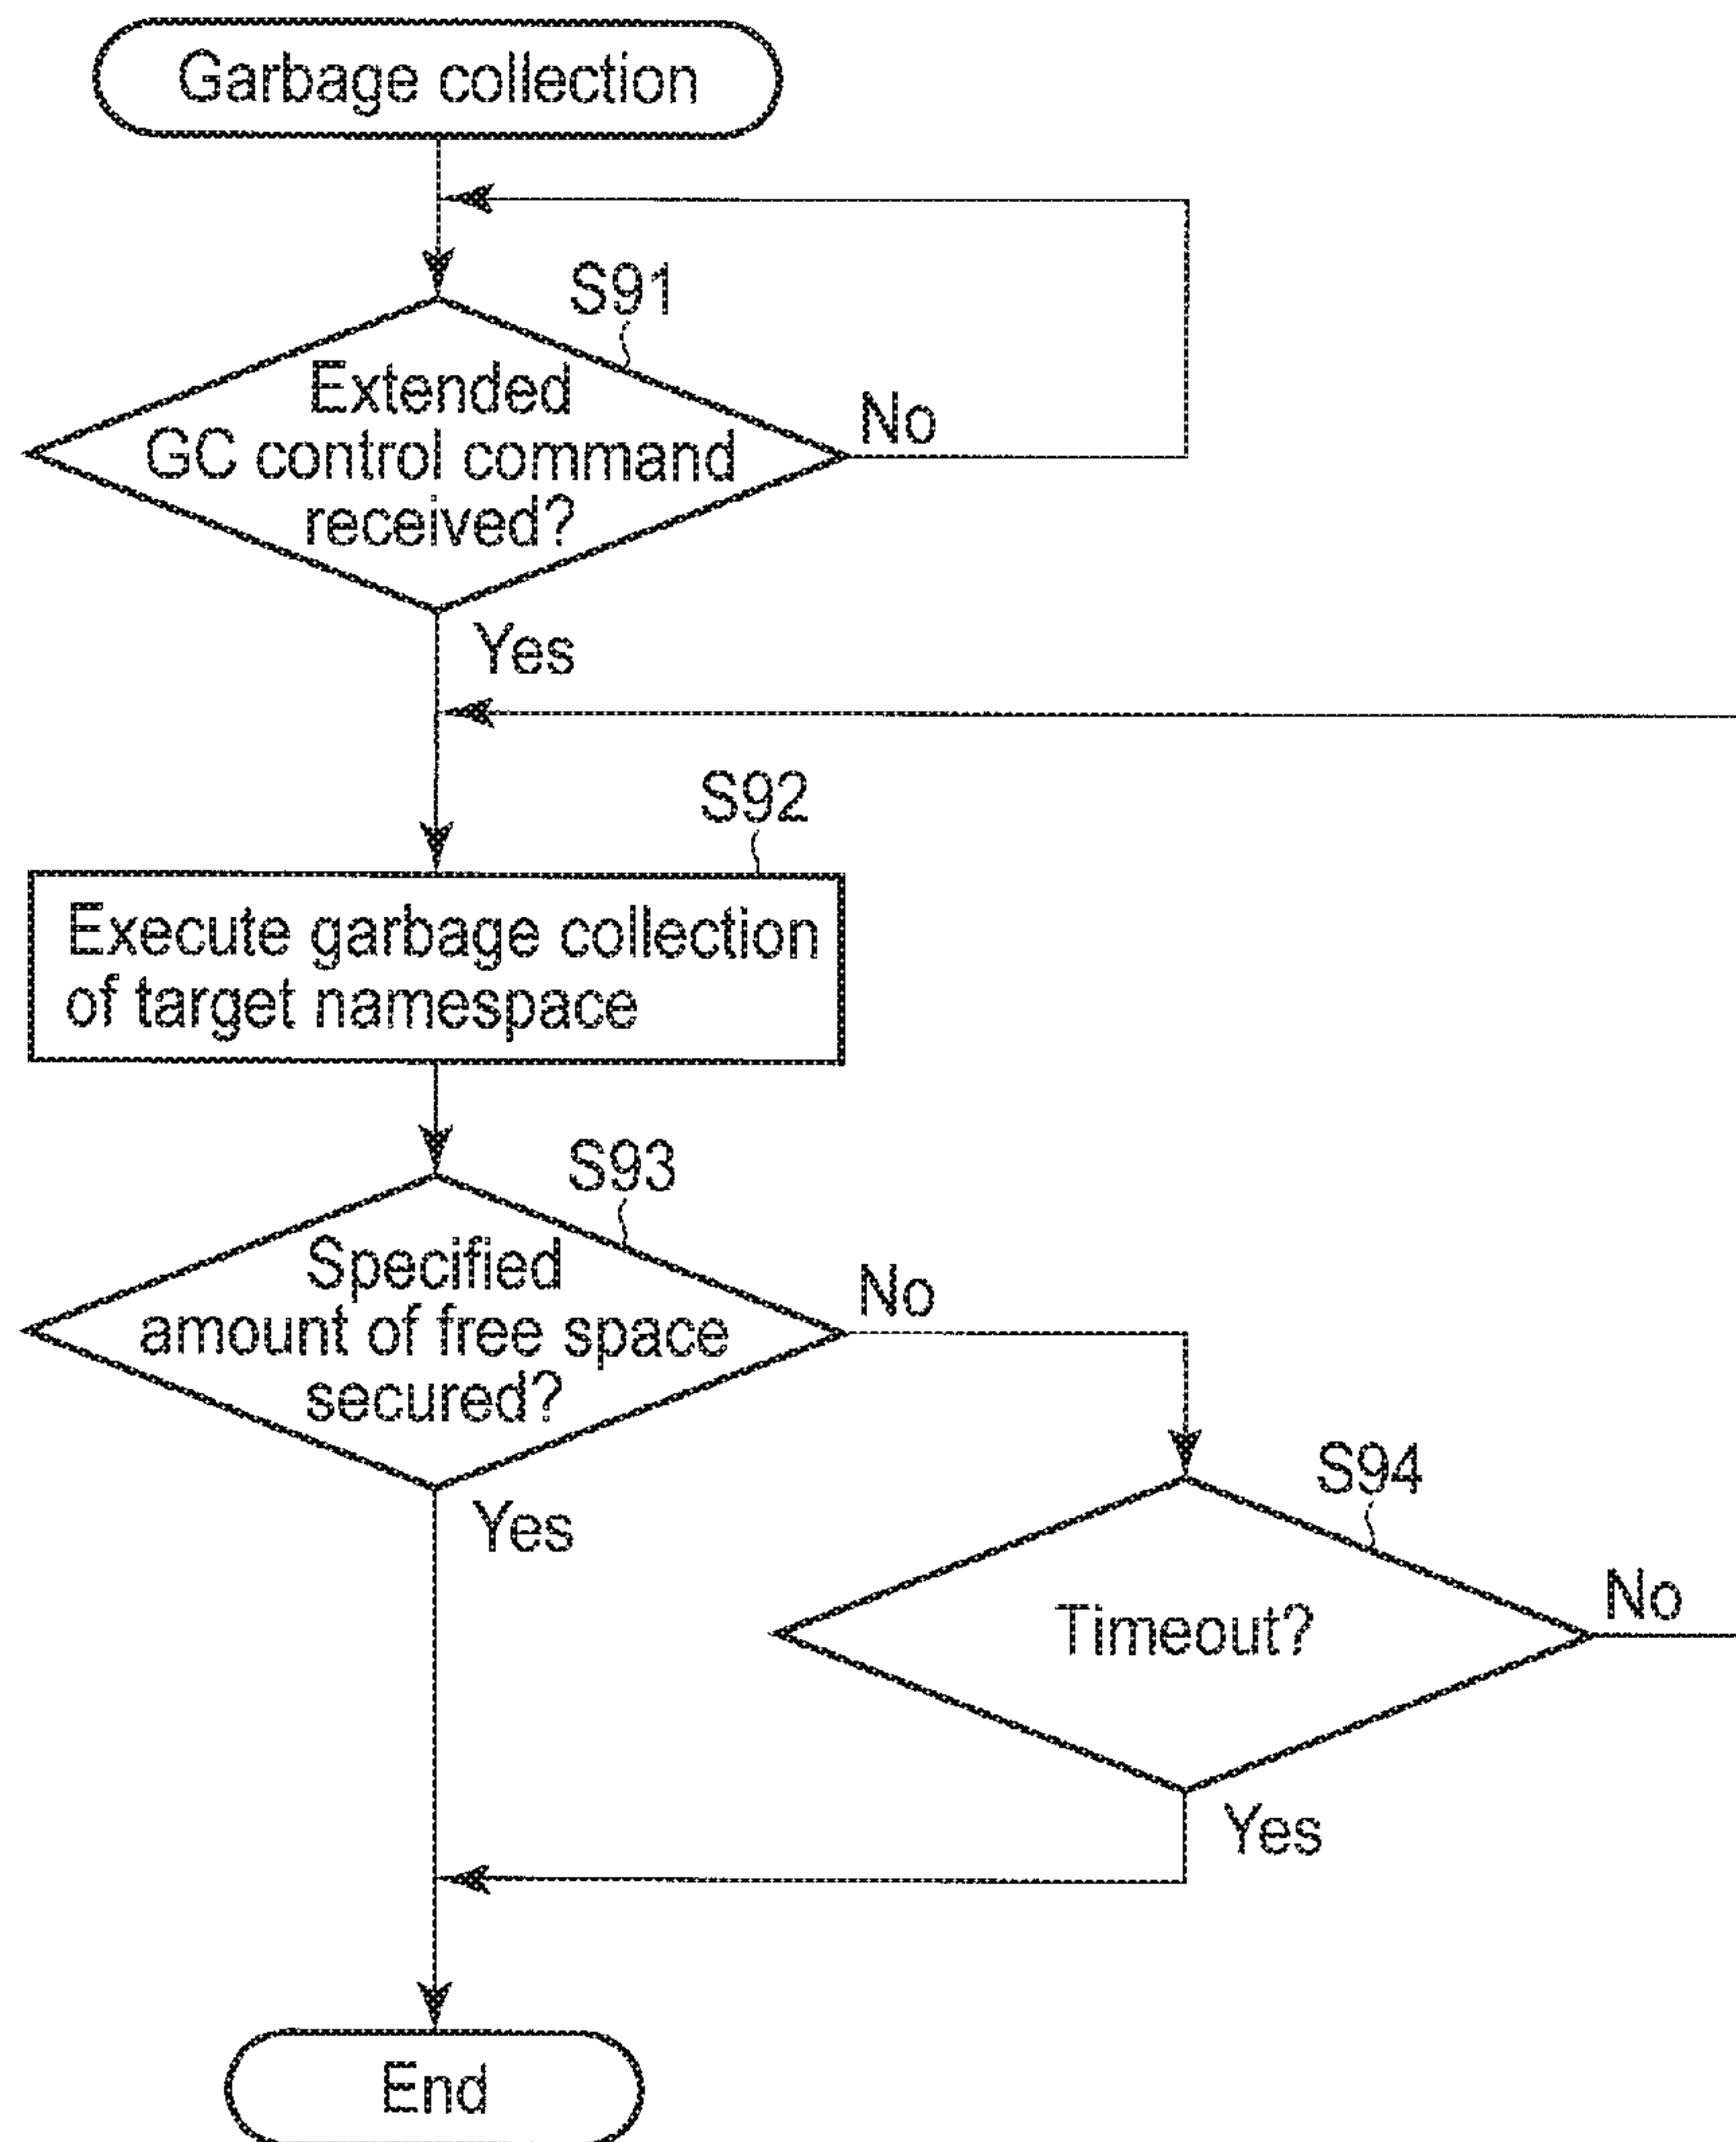 Garbage collection
S91
Extended
GC control command
received?
No
Yes
S92
Execute garbage collection
of target namespace
S93
Specified
amount of free space
secured?
No
Yes
S94
Timeout?
No
Yes
End